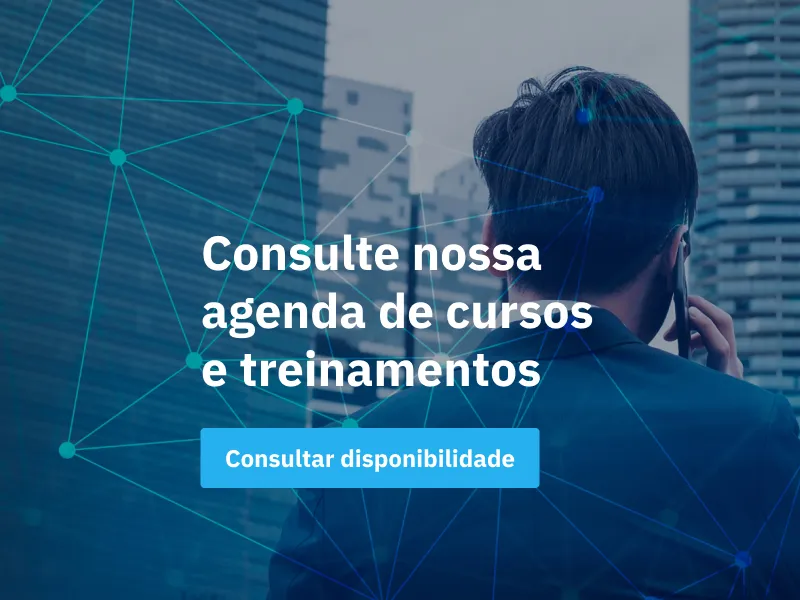 Consulte nossa
agenda de cursos
e treinamentos
Consultar disponibilidade